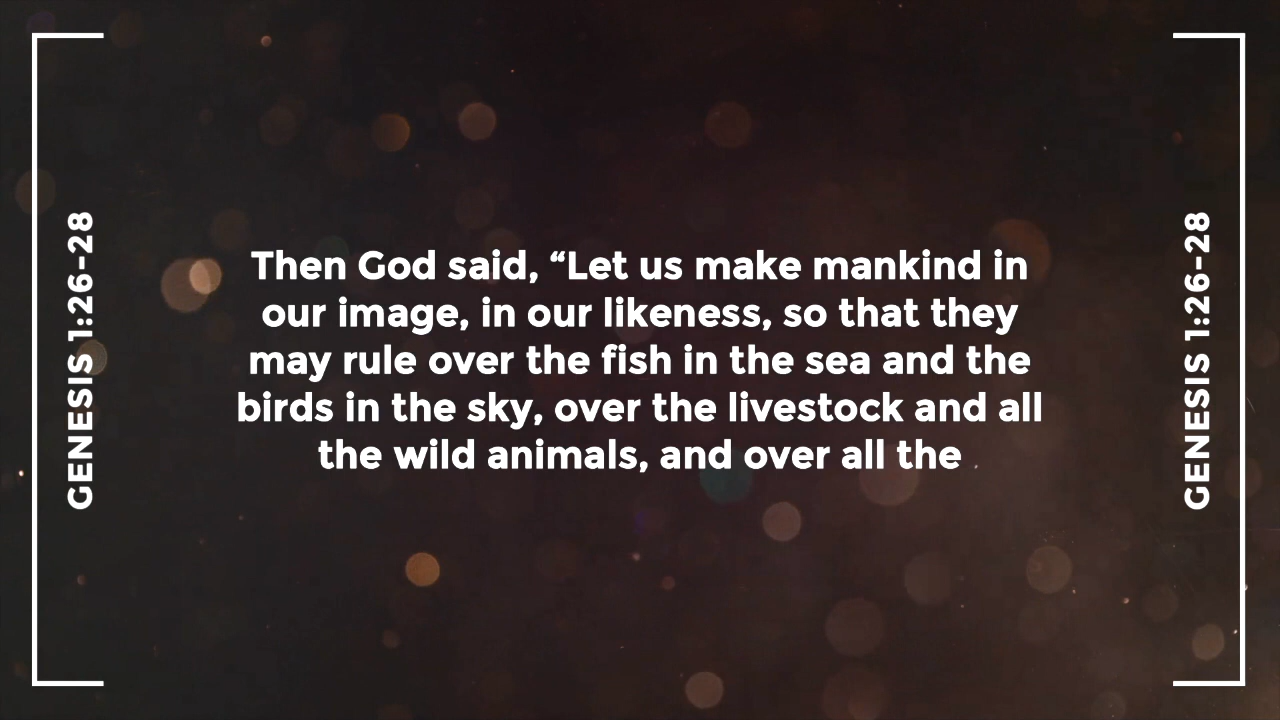 GENESIS 1:26-28
Then God said, “Let us make mankind in
our image, in our likeness, so that they
may rule over the fish in the sea and the
birds in the sky, over the livestock and all
the wild animals, and over all the
GENESIS 1:26-28